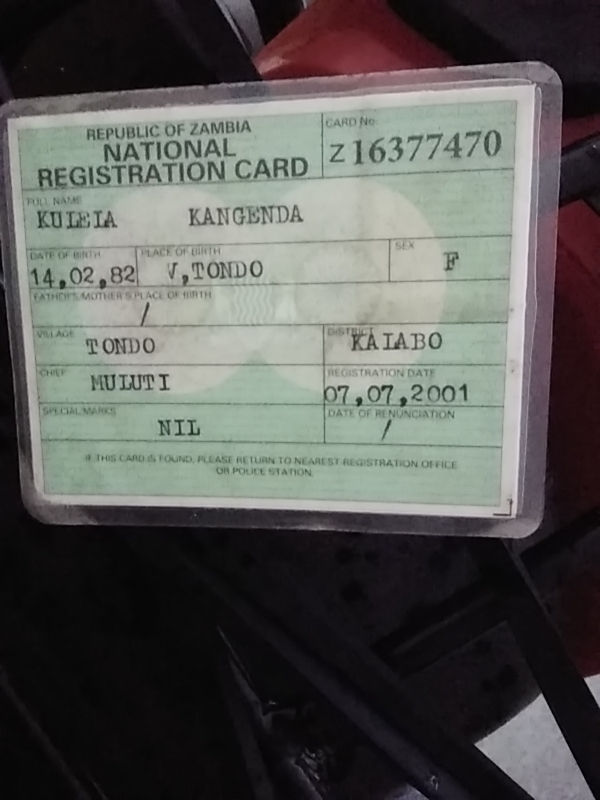 REPUBLIC OF ZAMBIA
NATIONAL
REGISTRATION CARD
CARD No.
Z 16377470
FULL NAME
KULEIA KANGENDA
DATE OF BIRTH PLACE OF BIRTH SEX
14,02,82 V,TONDO F
FATHER'S/MOTHER'S PLACE OF BIRTH
/
VILLAGE DISTRICT
TONDO KALABO
CHIEF REGISTRATION DATE
MULUTI 07,07,2001
SPECIAL MARKS DATE OF RENUNCIATION
NIL /
IF THIS CARD IS FOUND, PLEASE RETURN TO NEAREST REGISTRATION OFFICE
OR POLICE STATION.